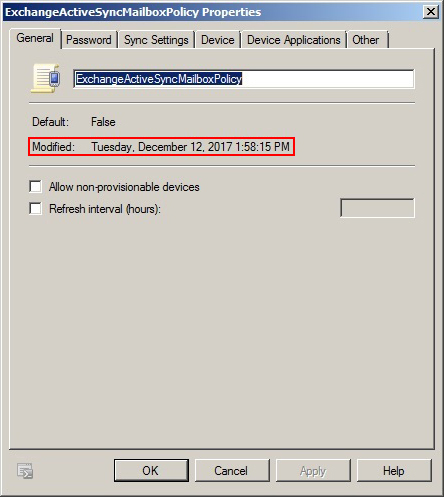 ExchangeActiveSyncMailboxPolicy Properties
General Password Sync Settings Device Device Applications Other
ExchangeActiveSyncMailboxPolicy
Default: False
Modified: Tuesday, December 12, 2017 1:58:15 PM
Allow non-provisionable devices
Refresh interval (hours):
OK Cancel Apply Help